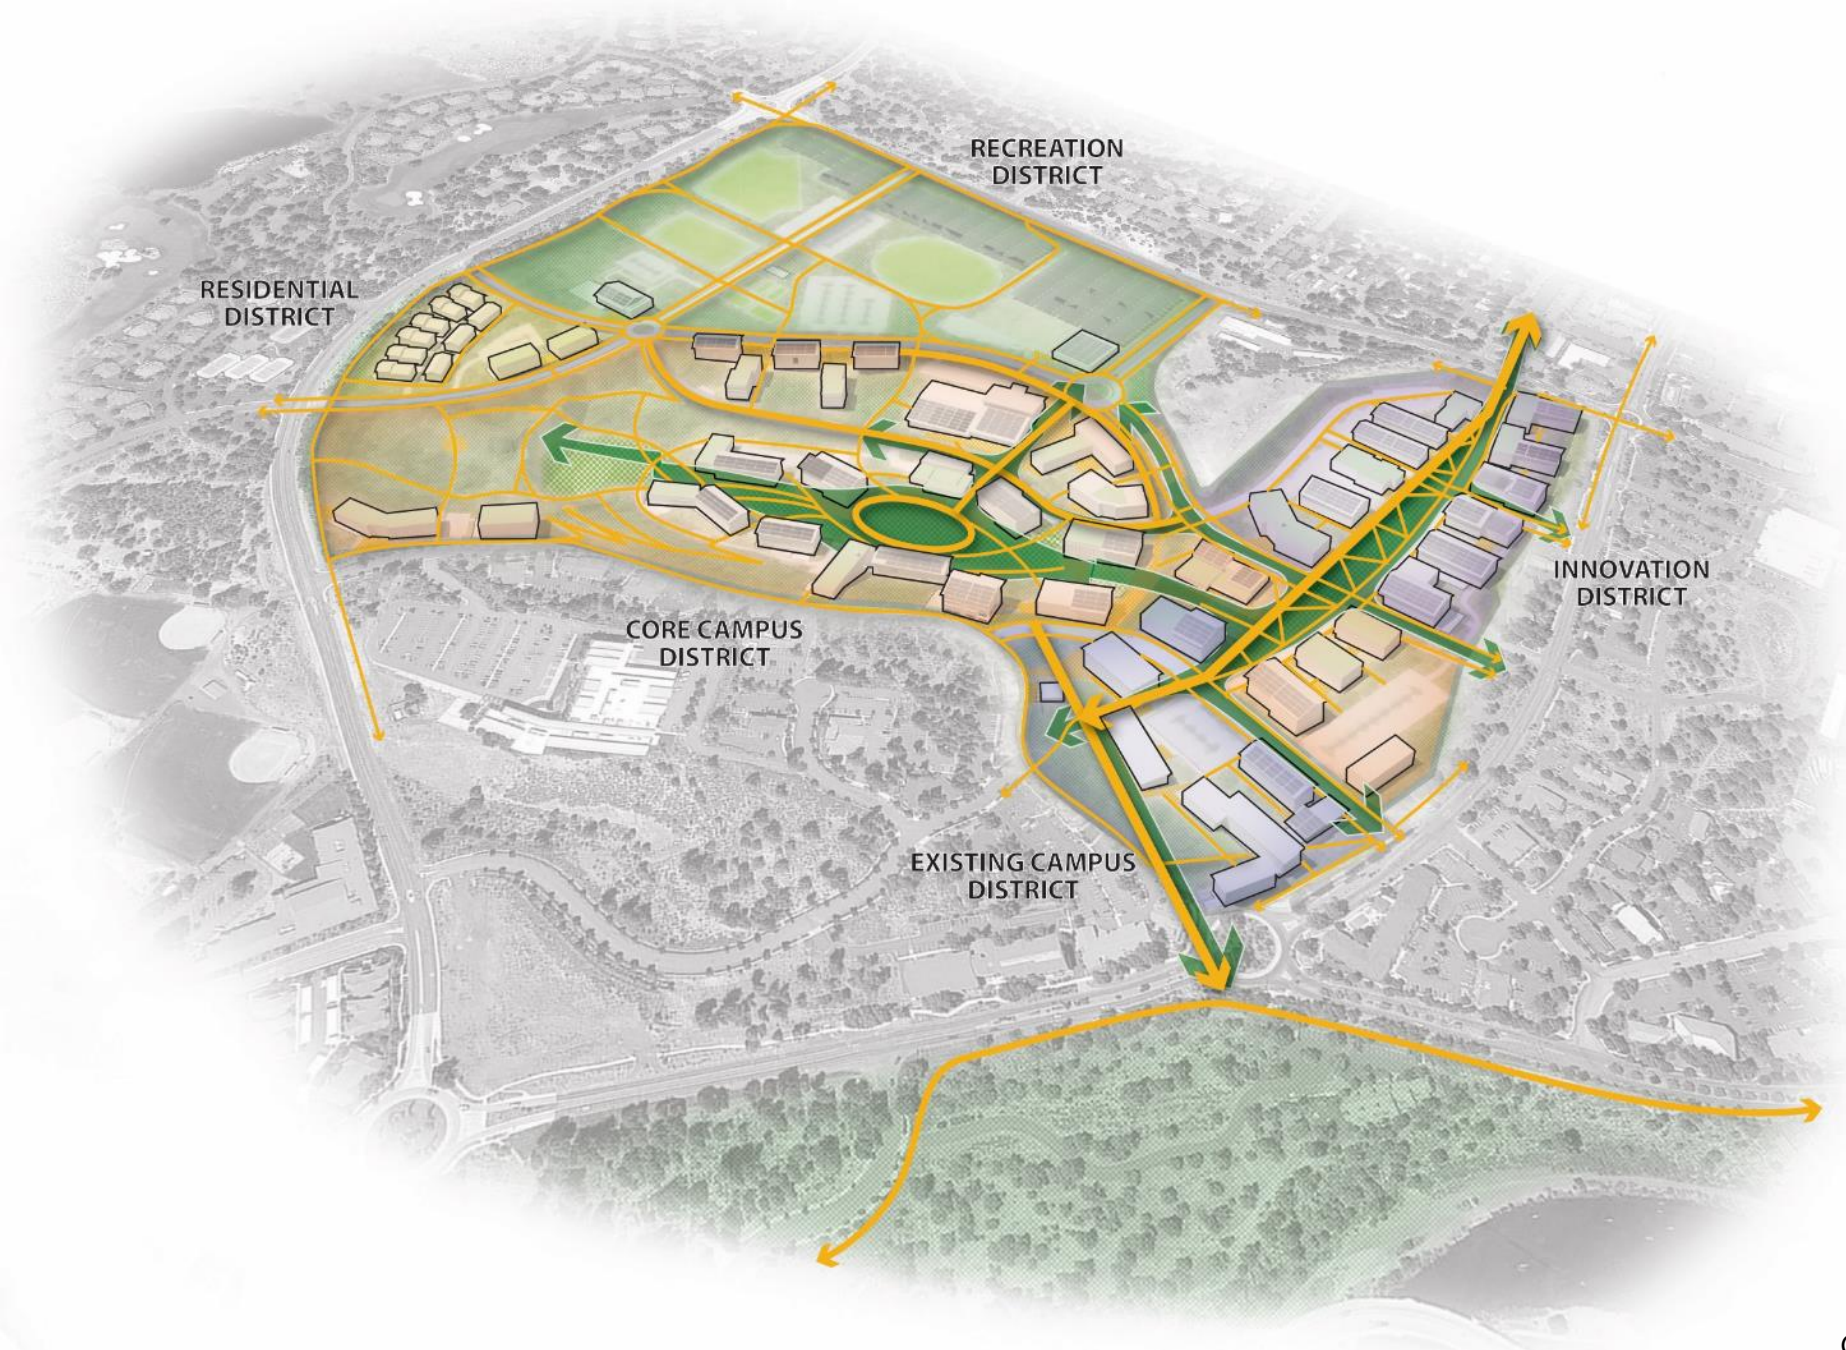 RECREATION
DISTRICT
RESIDENTIAL
DISTRICT
INNOVATION
DISTRICT
CORE CAMPUS
DISTRICT
EXISTING CAMPUS
DISTRICT